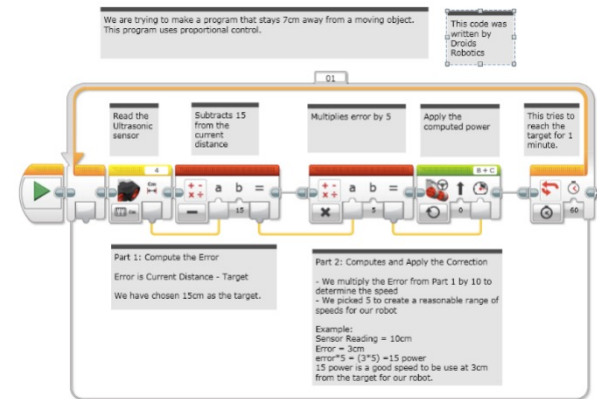 We are trying to make a program that stays 7cm away from a moving object.
This program uses proportional control.
This code was
written by
Droids
Robotics
01
Read the
Ultrasonic
sensor
Subtracts 15
from the
current
distance
Multiplies error by 5
Apply the
computed power
This tries to
reach the
target for 1
minute.
4
cm
a b =
15
a b =
5
B + C
0
60
Part 1: Compute the Error
Error is Current Distance - Target
We have chosen 15cm as the target.
Part 2: Computes and Apply the Correction
- We multiply the Error from Part 1 by 10 to
determine the speed
- We picked 5 to create a reasonable range of
speeds for our robot
Example:
Sensor Reading = 10cm
Error = 3cm
error*5 = (3*5) =15 power
15 power is a good speed to be use at 3cm
from the target for our robot.